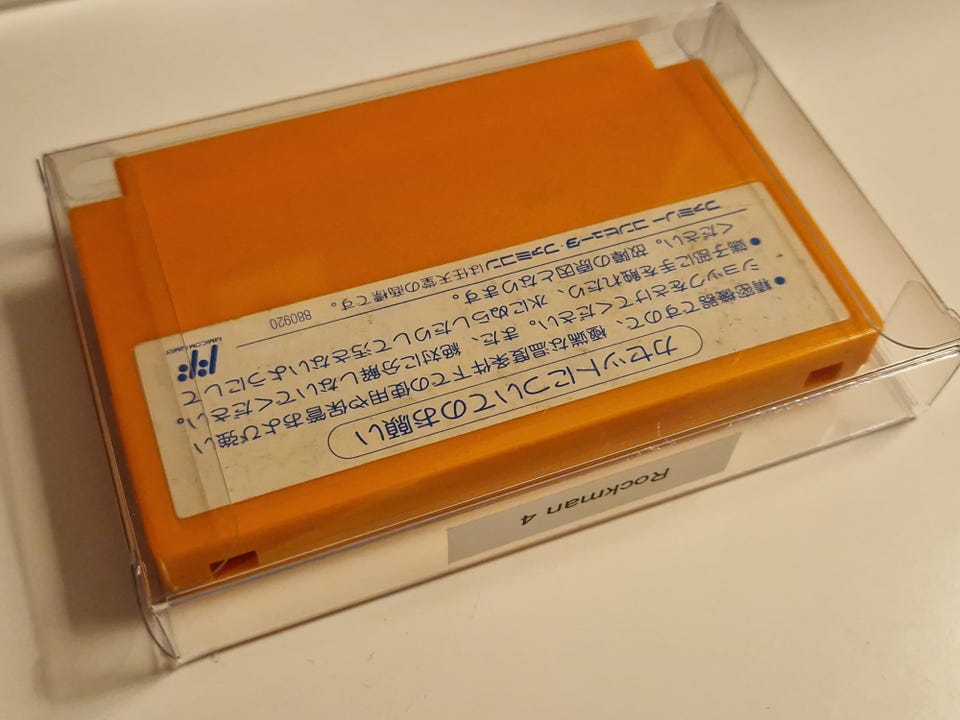 カセットについてのお願い
●精密機器ですので、極端な温度条件下での使用や保管および強い
ショックをさけてください。また、絶対に分解しないでください。
●端子部に手を触れたり、水にぬらしたりして汚さないようにして
ください。故障の原因となります。
ファミリーコンピュータ ファミコンは任天堂の商標です。
880920
FAMICOM FAMILY
Rockman 4